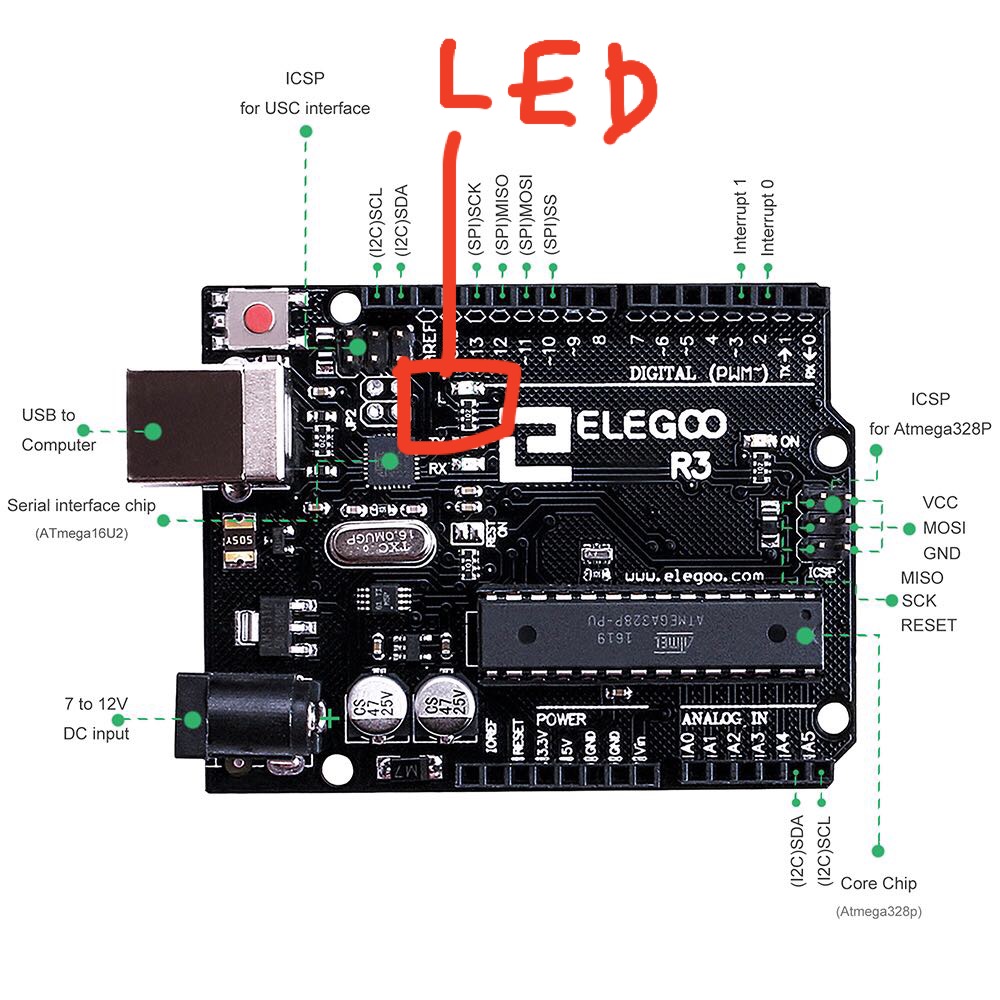 LED
ICSP
for USC interface
(I2C)SCL
(I2C)SDA
(SPI)SCK
(SPI)MISO
(SPI)MOSI
(SPI)SS
Interrupt 1
Interrupt 0
AREF
13
12
~11
~10
~9
8
7
~6
~5
4
~3
2
TX→1
RX←0
DIGITAL (PWM~)
L
JP2
RX
ELEGOO
R3
ON
USB to
Computer
Serial interface chip
(ATmega16U2)
ICSP
for Atmega328P
VCC
MOSI
GND
MISO
SCK
RESET
ICSP
TXC
16.0MUGP
www.elegoo.com
ATMEGA328P-PU
1619
ATMEL
7 to 12V
DC input
CS
47
25V
CS
47
25V
M7
POWER
IOREF
RESET
3.3V
5V
GND
GND
Vin
ANALOG IN
A0
A1
A2
A3
A4
A5
(I2C)SDA
(I2C)SCL
Core Chip
(Atmega328p)